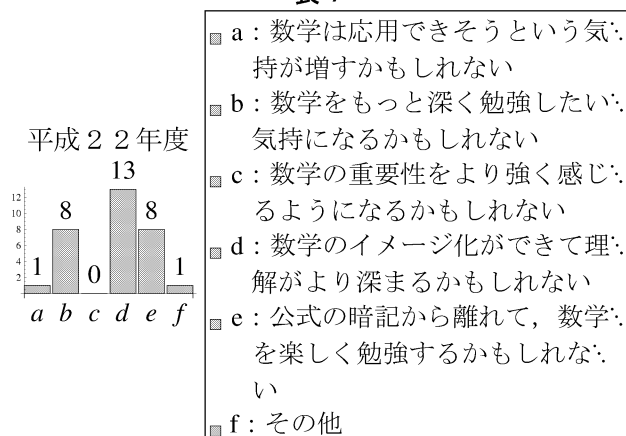 平成２２年度
13
8
8
1
0
1
12
10
8
6
4
2
a b c d e f
a：数学は応用できそうという気
持が増すかもしれない
b：数学をもっと深く勉強したい
気持になるかもしれない
c：数学の重要性をより強く感じ
るようになるかもしれない
d：数学のイメージ化ができて理
解がより深まるかもしれない
e：公式の暗記から離れて，数学
を楽しく勉強するかもしれな
い
f：その他